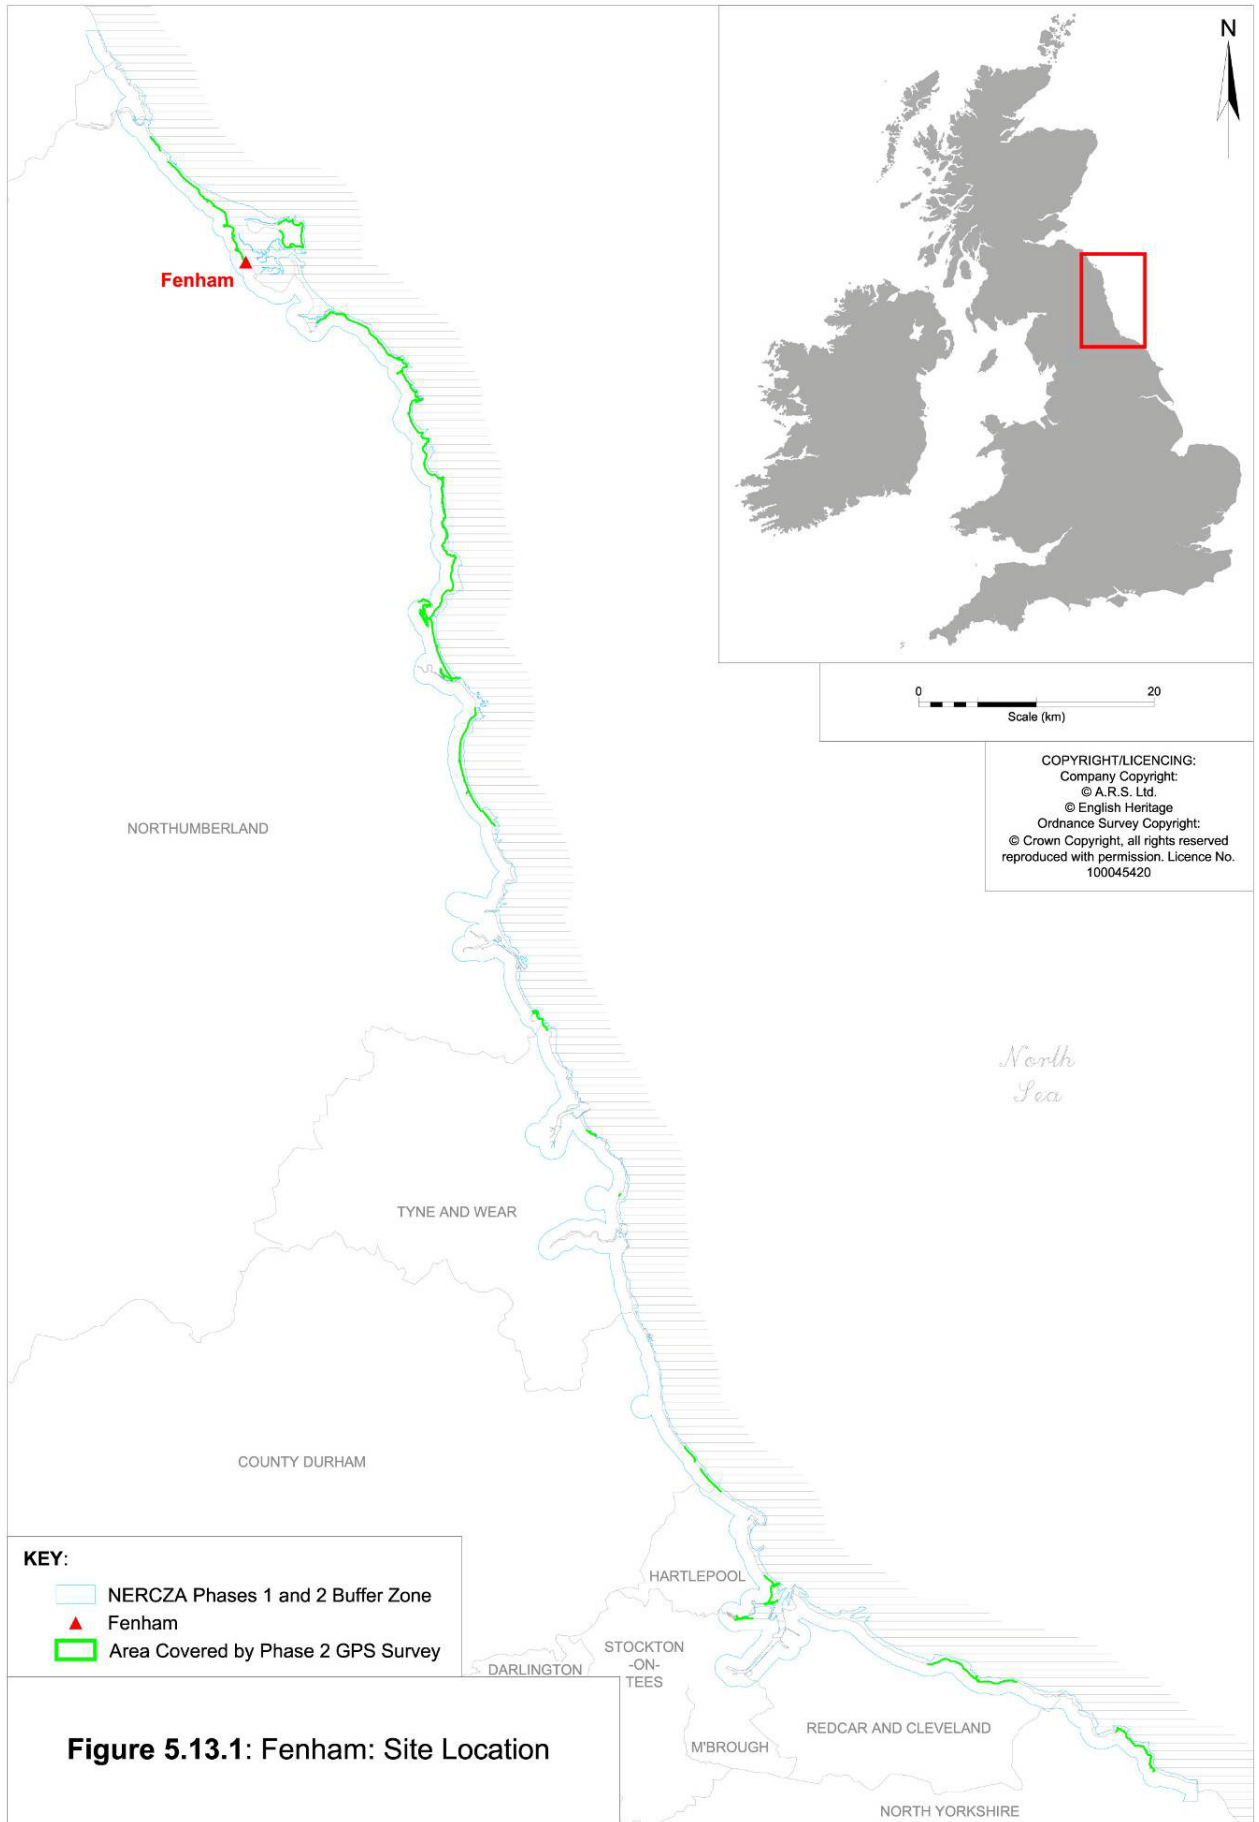 N
Fenham
0 20
Scale (km)
COPYRIGHT/LICENCING:
Company Copyright:
© A.R.S. Ltd.
© English Heritage
Ordnance Survey Copyright:
© Crown Copyright, all rights reserved
reproduced with permission. Licence No.
100045420
NORTHUMBERLAND
North
Sea
TYNE AND WEAR
COUNTY DURHAM
HARTLEPOOL
STOCKTON
-ON-
TEES
DARLINGTON
REDCAR AND CLEVELAND
M'BROUGH
NORTH YORKSHIRE
KEY:
NERCZA Phases 1 and 2 Buffer Zone
Fenham
Area Covered by Phase 2 GPS Survey
Figure 5.13.1: Fenham: Site Location